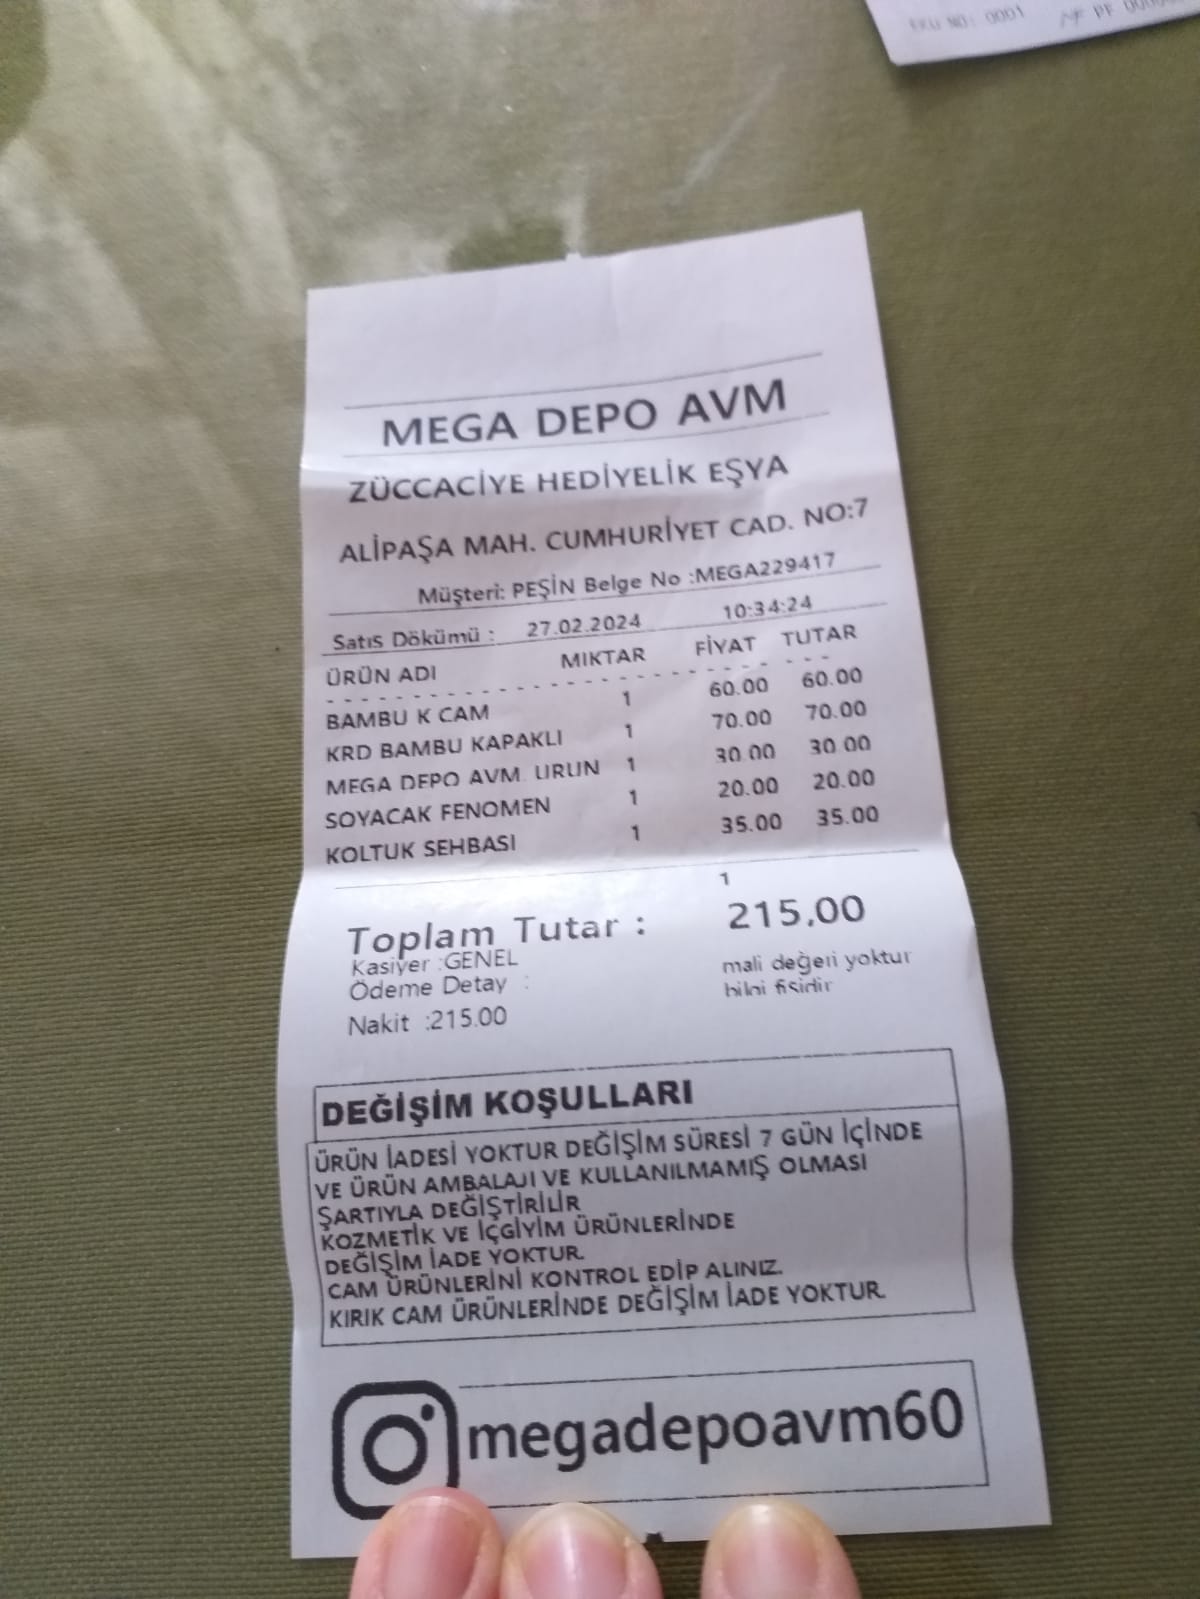 EKU NO: 0001
MEGA DEPO AVM
ZÜCCACİYE HEDİYELİK EŞYA
ALİPAŞA MAH. CUMHURİYET CAD. NO:7
Müşteri: PEŞİN Belge No :MEGA229417
Satıs Dökümü : 27.02.2024 10:34:24
ÜRÜN ADI MIKTAR FİYAT TUTAR
BAMBU K CAM 1 60.00 60.00
KRD BAMBU KAPAKLI 1 70.00 70.00
MEGA DEPO AVM URUN 1 30.00 30.00
SOYACAK FENOMEN 1 20.00 20.00
KOLTUK SEHBASI 1 35.00 35.00
1
Toplam Tutar : 215,00
Kasiyer :GENEL
Ödeme Detay :
mali değeri yoktur
bilgi fişidir
Nakit :215.00
DEĞİŞİM KOŞULLARI
ÜRÜN İADESİ YOKTUR DEĞİŞİM SÜRESİ 7 GÜN İÇİNDE
VE ÜRÜN AMBALAJI VE KULLANILMAMIŞ OLMASI
ŞARTIYLA DEĞİŞTİRİLİR
KOZMETİK VE İÇGİYİM ÜRÜNLERİNDE
DEĞİŞİM İADE YOKTUR.
CAM ÜRÜNLERİNİ KONTROL EDİP ALINIZ.
KIRIK CAM ÜRÜNLERİNDE DEĞİŞİM İADE YOKTUR.
megadepoavm60